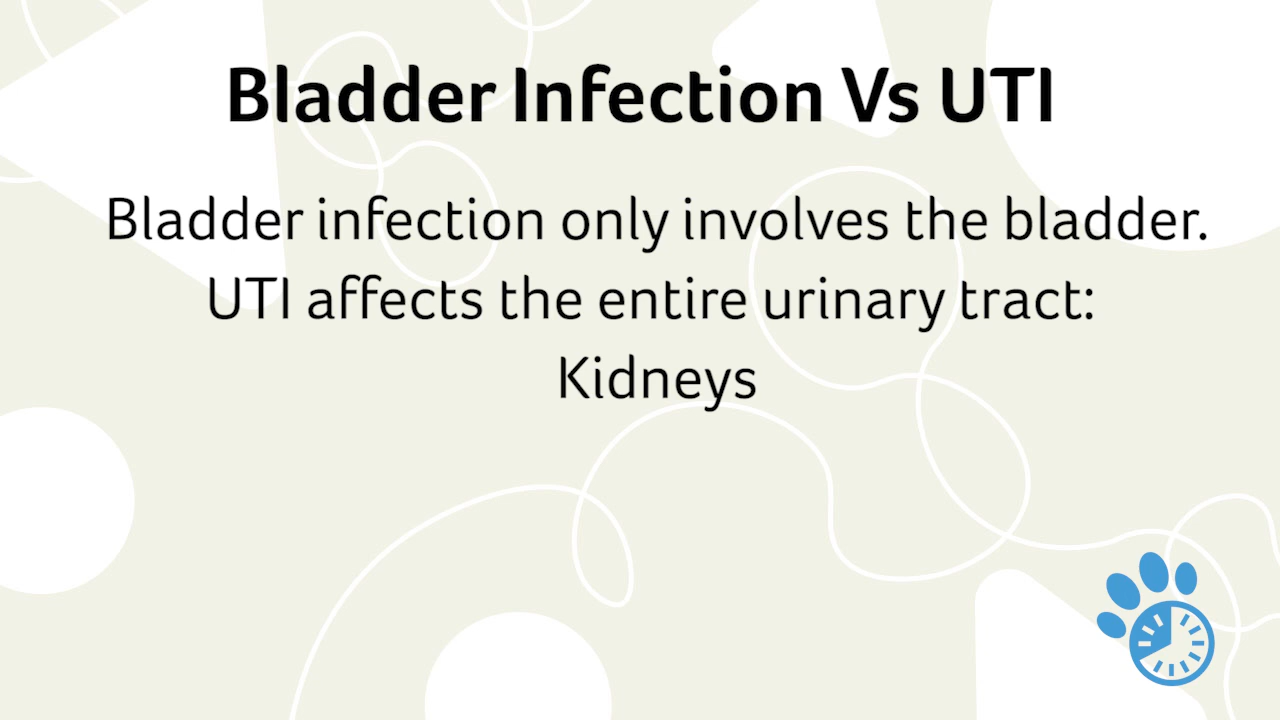 Bladder Infection Vs UTI
Bladder infection only involves the bladder.
UTI affects the entire urinary tract:
Kidneys